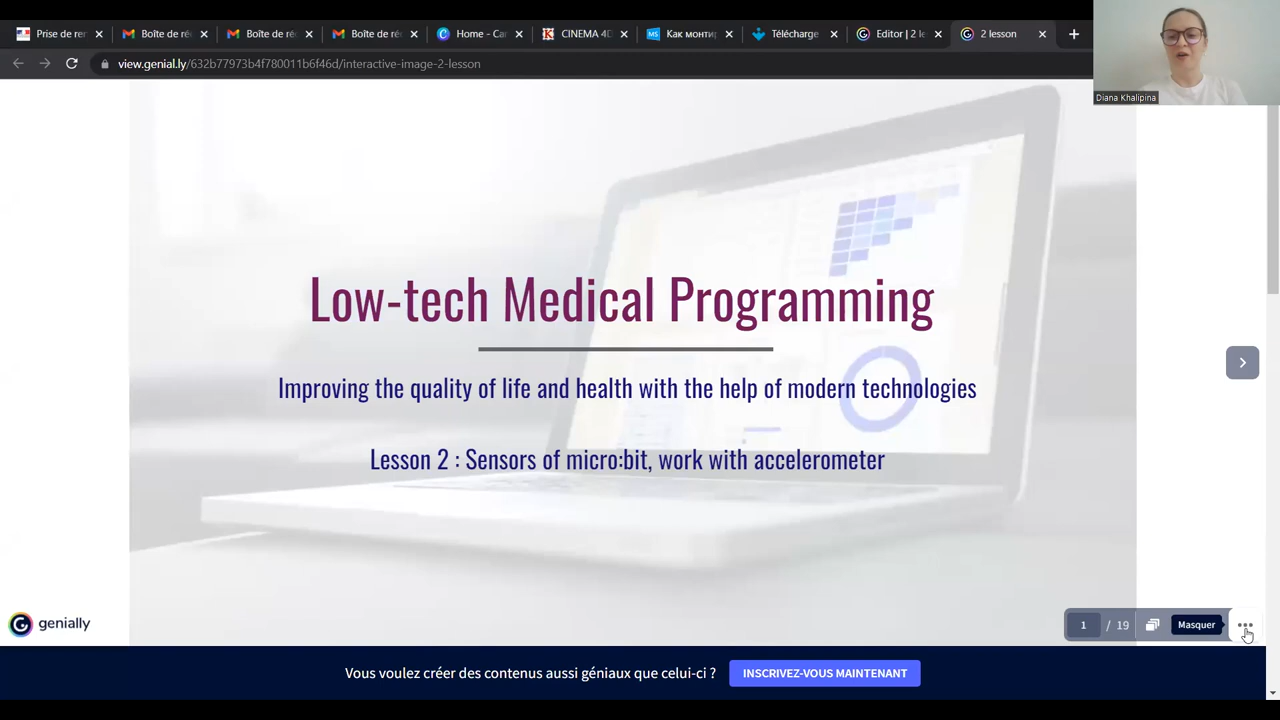 Prise de rer
Boîte de ré
Boîte de ré
Boîte de ré
Home - Can
CINEMA 4D
Как монти
Télécharge
Editor | 2 le
2 lesson
view.genial.ly/632b77973b4f780011b6f46d/interactive-image-2-lesson
Diana Khalipina
Low-tech Medical Programming
Improving the quality of life and health with the help of modern technologies
Lesson 2 : Sensors of micro:bit, work with accelerometer
genially
1 / 19
Masquer
Vous voulez créer des contenus aussi géniaux que celui-ci ?
INSCRIVEZ-VOUS MAINTENANT